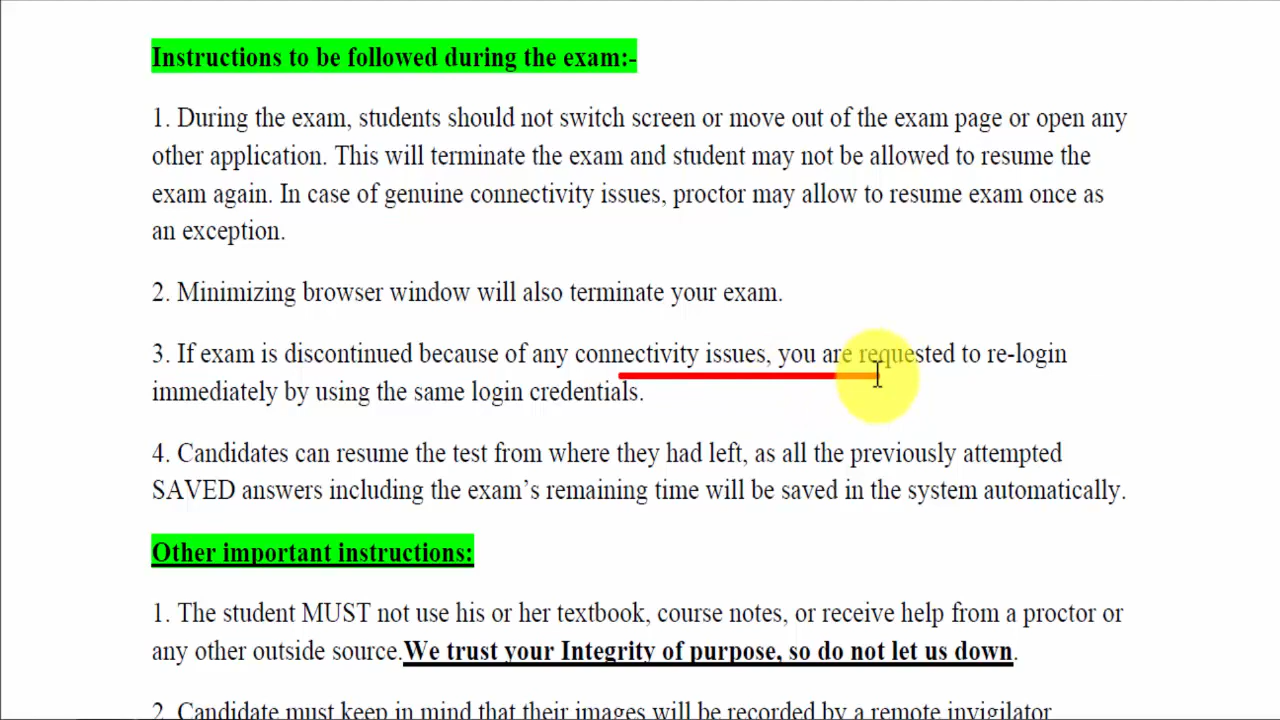 Instructions to be followed during the exam:-
1. During the exam, students should not switch screen or move out of the exam page or open any
other application. This will terminate the exam and student may not be allowed to resume the
exam again. In case of genuine connectivity issues, proctor may allow to resume exam once as
an exception.
2. Minimizing browser window will also terminate your exam.
3. If exam is discontinued because of any connectivity issues, you are requested to re-login
immediately by using the same login credentials.
4. Candidates can resume the test from where they had left, as all the previously attempted
SAVED answers including the exam’s remaining time will be saved in the system automatically.
Other important instructions:
1. The student MUST not use his or her textbook, course notes, or receive help from a proctor or
any other outside source.We trust your Integrity of purpose, so do not let us down.
2. Candidate must keep in mind that their images will be recorded by a remote invigilator